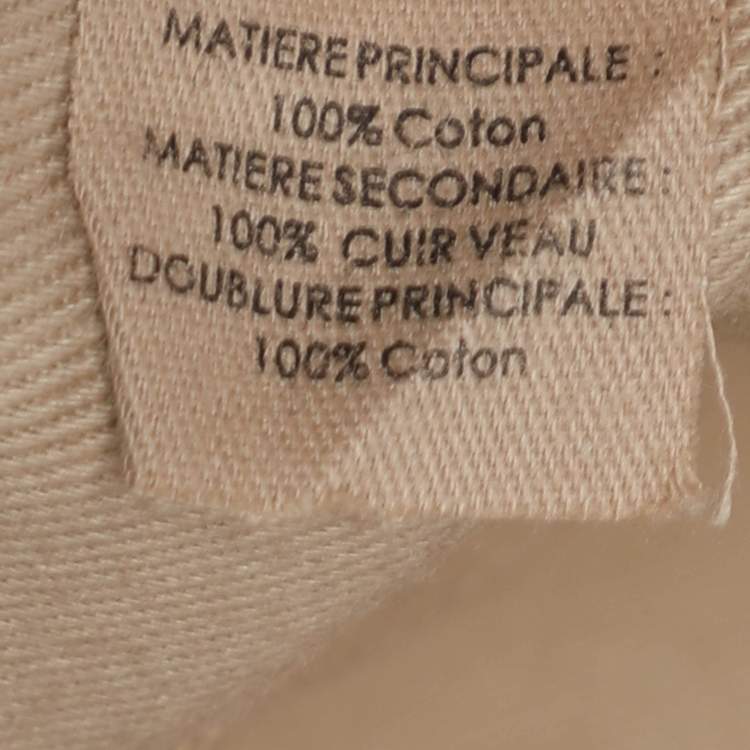 MATIERE PRINCIPALE :
100% Coton
MATIERE SECONDAIRE :
100% CUIR VEAU
DOUBLURE PRINCIPALE :
100% Coton